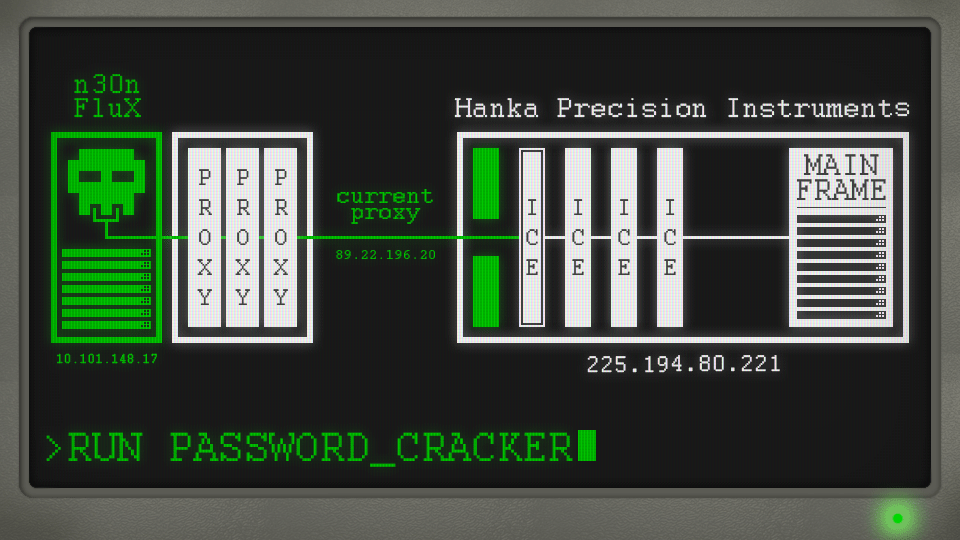 n30n
FluX
Hanka Precision Instruments
PROXY
PROXY
PROXY
current
proxy
89.22.196.20
ICE
ICE
ICE
ICE
MAIN
FRAME
10.101.148.17
225.194.80.221
>RUN PASSWORD_CRACKER